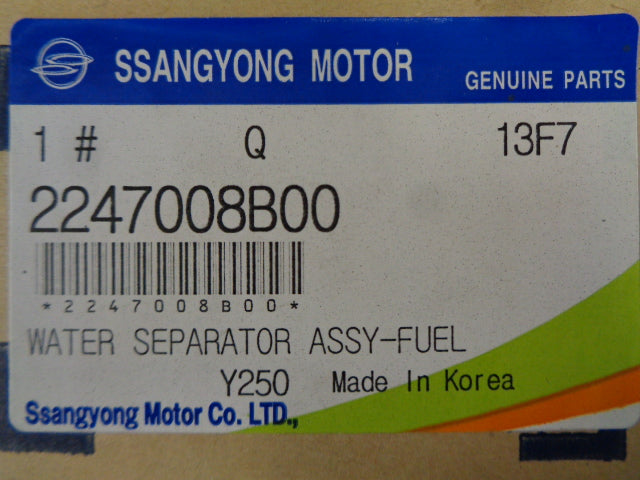 SSANGYONG MOTOR GENUINE PARTS
1 # Q 13F7
2247008B00
*2247008B00*
WATER SEPARATOR ASSY-FUEL
Y250 Made In Korea
Ssangyong Motor Co. LTD.,